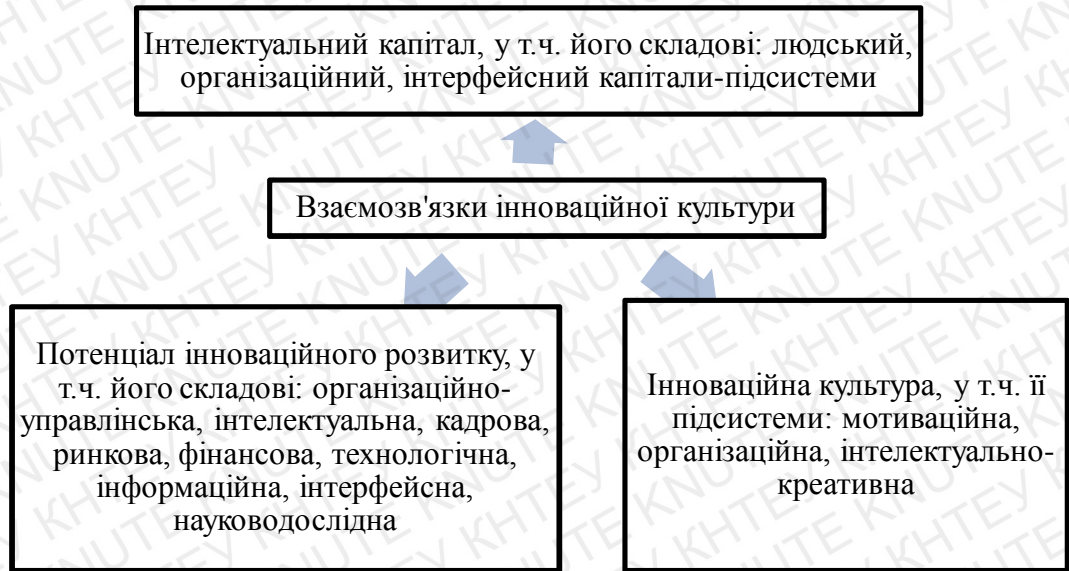 Інтелектуальний капітал, у т.ч. його складові: людський,
організаційний, інтерфейсний капітали-підсистеми
Взаємозв'язки інноваційної культури
Потенціал інноваційного розвитку, у
т.ч. його складові: організаційно-
управлінська, інтелектуальна, кадрова,
ринкова, фінансова, технологічна,
інформаційна, інтерфейсна,
науководослідна
Інноваційна культура, у т.ч. її
підсистеми: мотиваційна,
організаційна, інтелектуально-
креативна